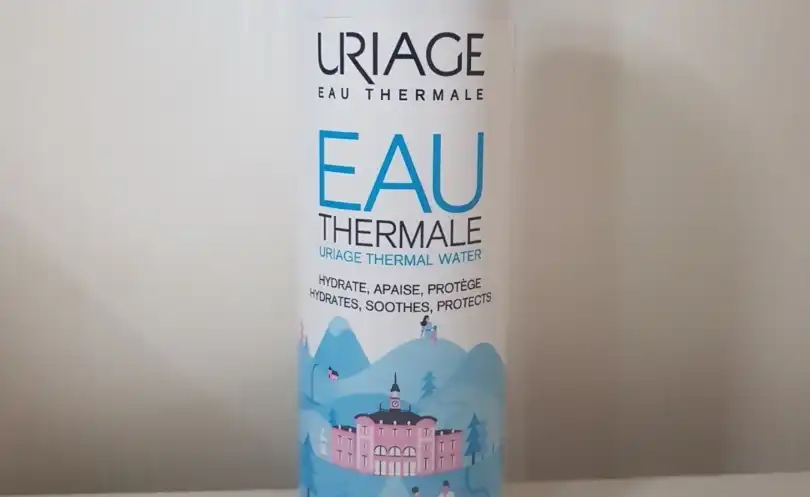 URIAGE
EAU THERMALE
EAU
THERMALE
URIAGE THERMAL WATER
HYDRATE, APAISE, PROTÈGE
HYDRATES, SOOTHES, PROTECTS